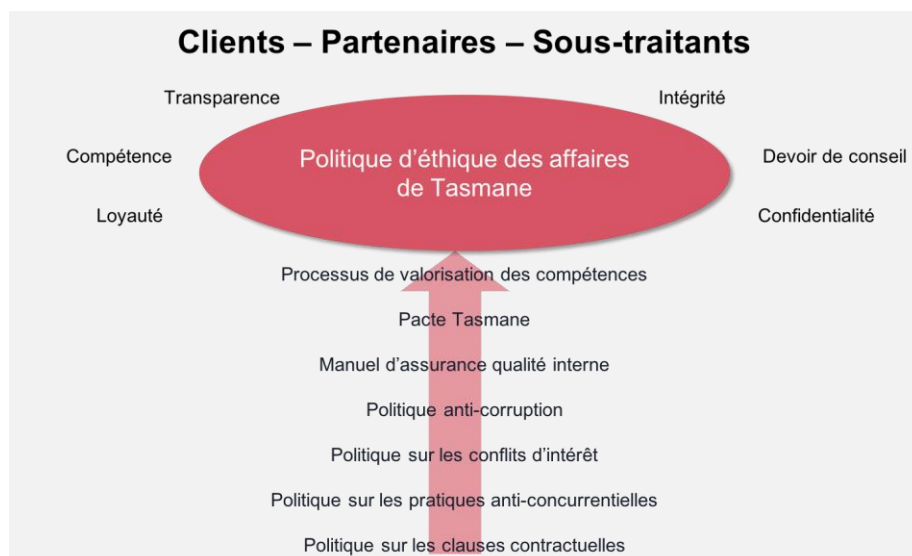 Clients – Partenaires – Sous-traitants
Transparence
Intégrité
Compétence
Politique d’éthique des affaires
de Tasmane
Devoir de conseil
Loyauté
Confidentialité
Processus de valorisation des compétences
Pacte Tasmane
Manuel d’assurance qualité interne
Politique anti-corruption
Politique sur les conflits d’intérêt
Politique sur les pratiques anti-concurrentielles
Politique sur les clauses contractuelles